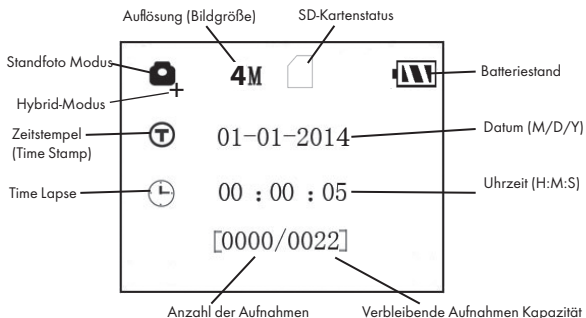 Auflösung (Bildgröße)
SD-Kartenstatus
Standfoto Modus
4M
Batteriestand
+
Hybrid-Modus
T
Zeitstempel
(Time Stamp)
01-01-2014
Datum (M/D/Y)
Time Lapse
00 : 00 : 05
Uhrzeit (H:M:S)
[0000/0022]
Anzahl der Aufnahmen
Verbleibende Aufnahmen Kapazität